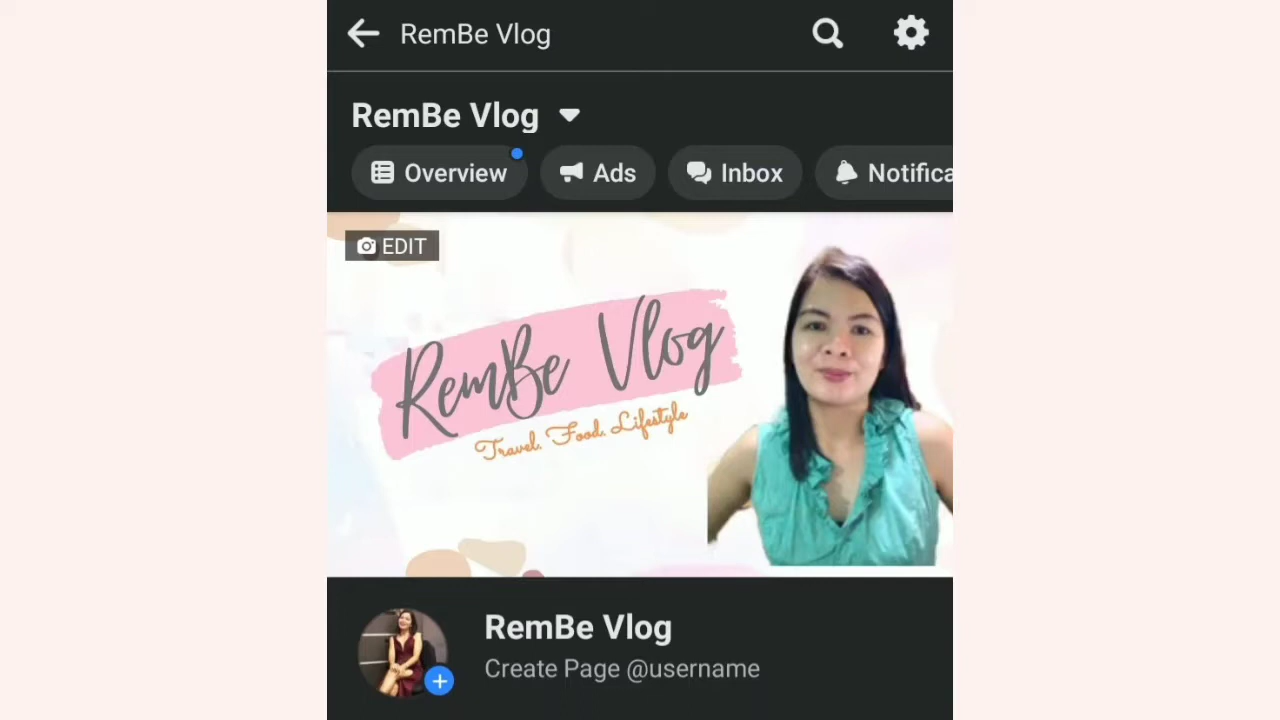 RemBe Vlog
RemBe Vlog
Overview Ads Inbox Notifica
EDIT
RemBe Vlog
Travel. Food. Lifestyle
RemBe Vlog
Create Page @username